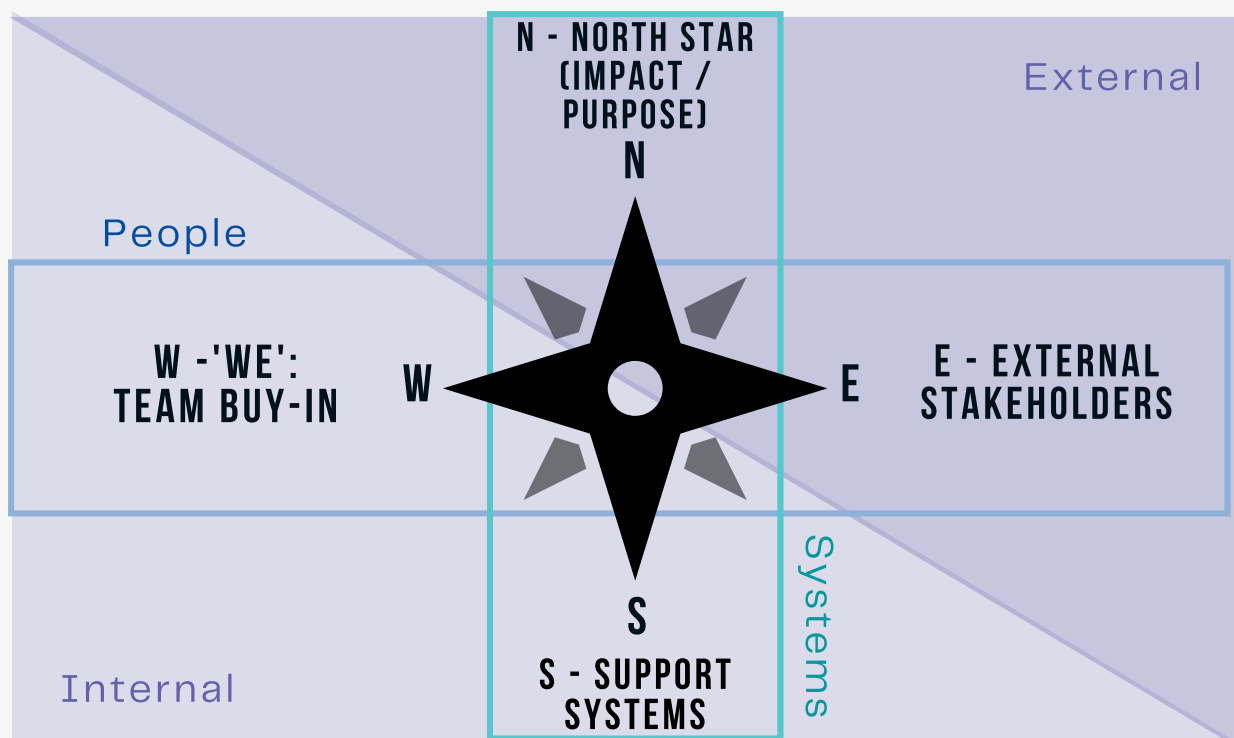 N - NORTH STAR
(IMPACT /
PURPOSE)
N
External
People
W -'WE':
TEAM BUY-IN
W
E
E - EXTERNAL
STAKEHOLDERS
Systems
S
S - SUPPORT
SYSTEMS
Internal